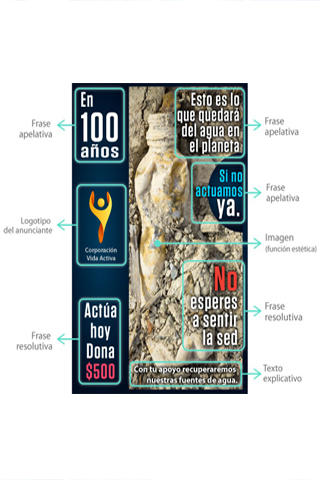 En
100
años
Esto es lo
que quedará
del agua en
el planeta
Frase
apelativa
Frase
apelativa
Si no
actuamos
ya.
Frase
apelativa
Logotipo
del anunciante
Corporación
Vida Activa
Imagen
(función estética)
No
esperes
a sentir
la sed
Frase
resolutiva
Actúa
hoy
Dona
$500
Frase
resolutiva
Con tu apoyo recuperaremos
nuestras fuentes de agua.
Texto
explicativo